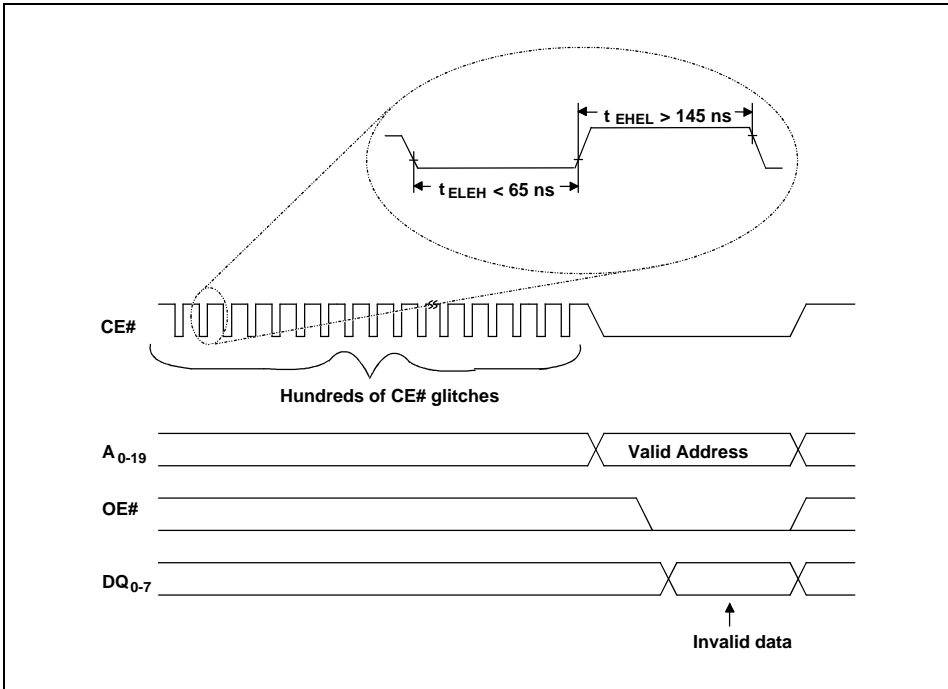 t EHEL > 145 ns
t ELEH < 65 ns
CE#
Hundreds of CE# glitches
A 0-19
Valid Address
OE#
DQ0-7
Invalid data